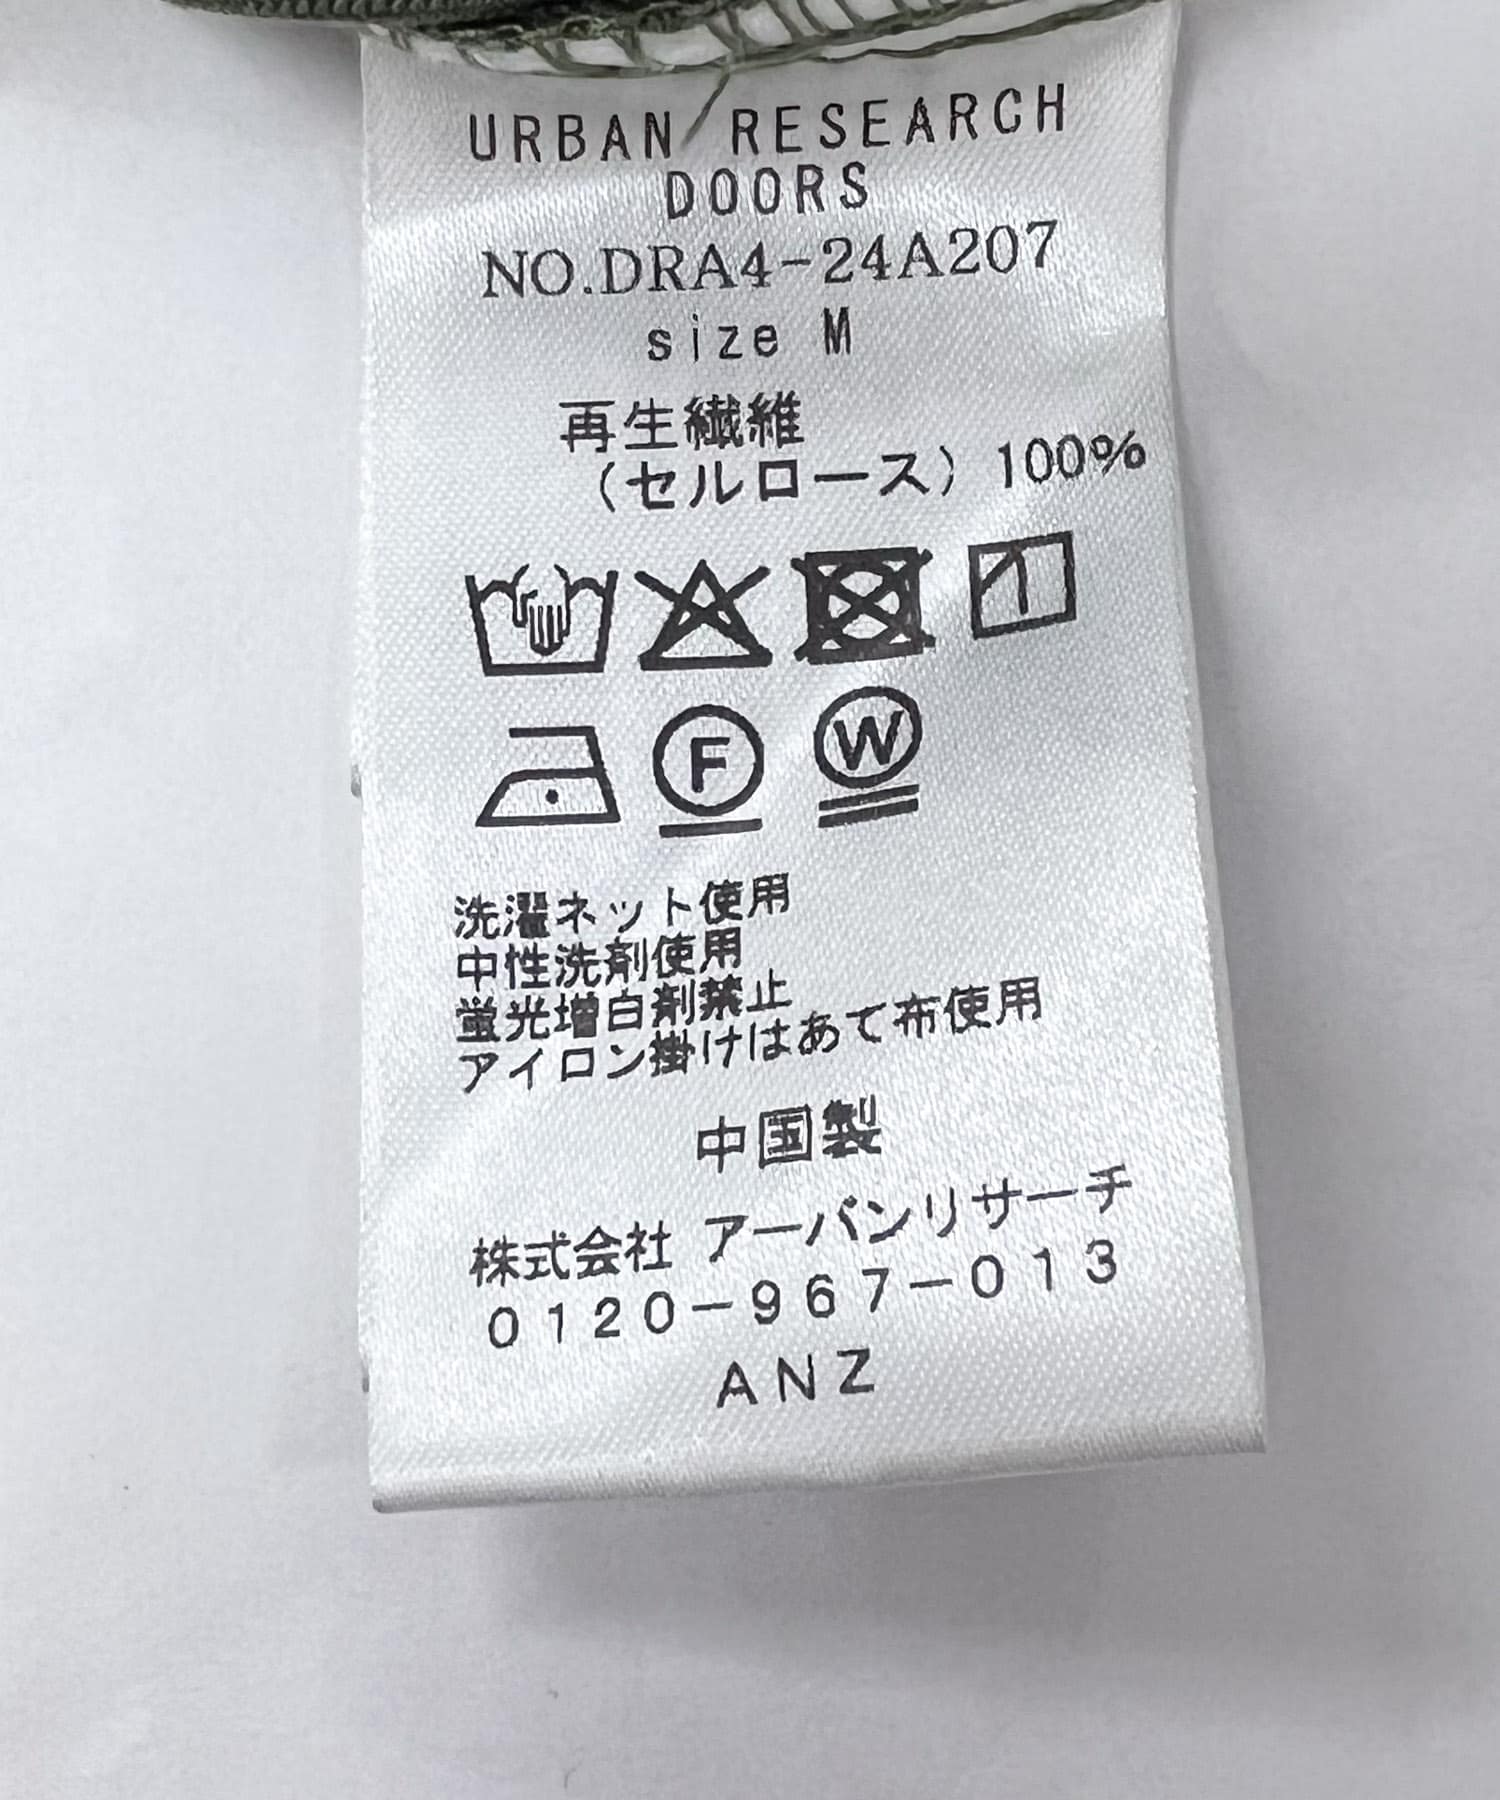 URBAN RESEARCH
DOORS
NO.DRA4-24A207
size M
再生繊維
(セルロース) 100%
F W
洗濯ネット使用
中性洗剤使用
蛍光増白剤禁止
アイロン掛けはあて布使用
中国製
株式会社 アーバンリサーチ
0120-967-013
ANZ